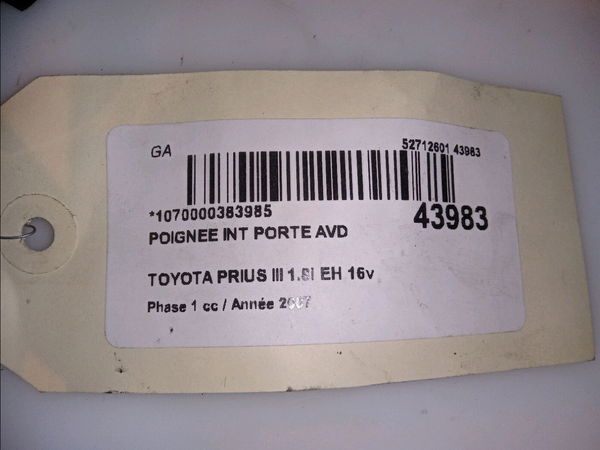 GA
52712601 43983
*1070000383985
43983
POIGNEE INT PORTE AVD
TOYOTA PRIUS III 1.8i EH 16v
Phase 1 cc / Année